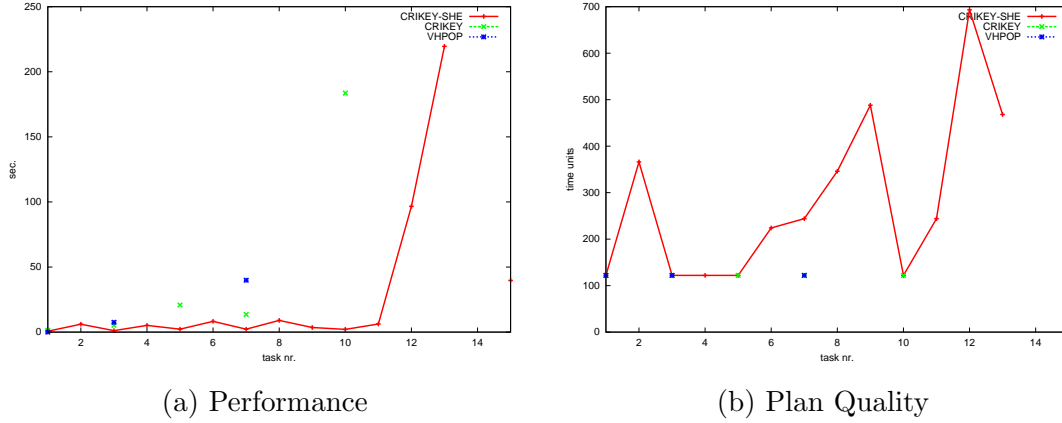 250
200
150
100
50
0
sec.
2 4 6 8 10 12 14
task nr.
CRIKEY-SHE
CRIKEY
VHPOP
(a) Performance
700
600
500
400
300
200
100
0
time units
2 4 6 8 10 12 14
task nr.
CRIKEY-SHE
CRIKEY
VHPOP
(b) Plan Quality